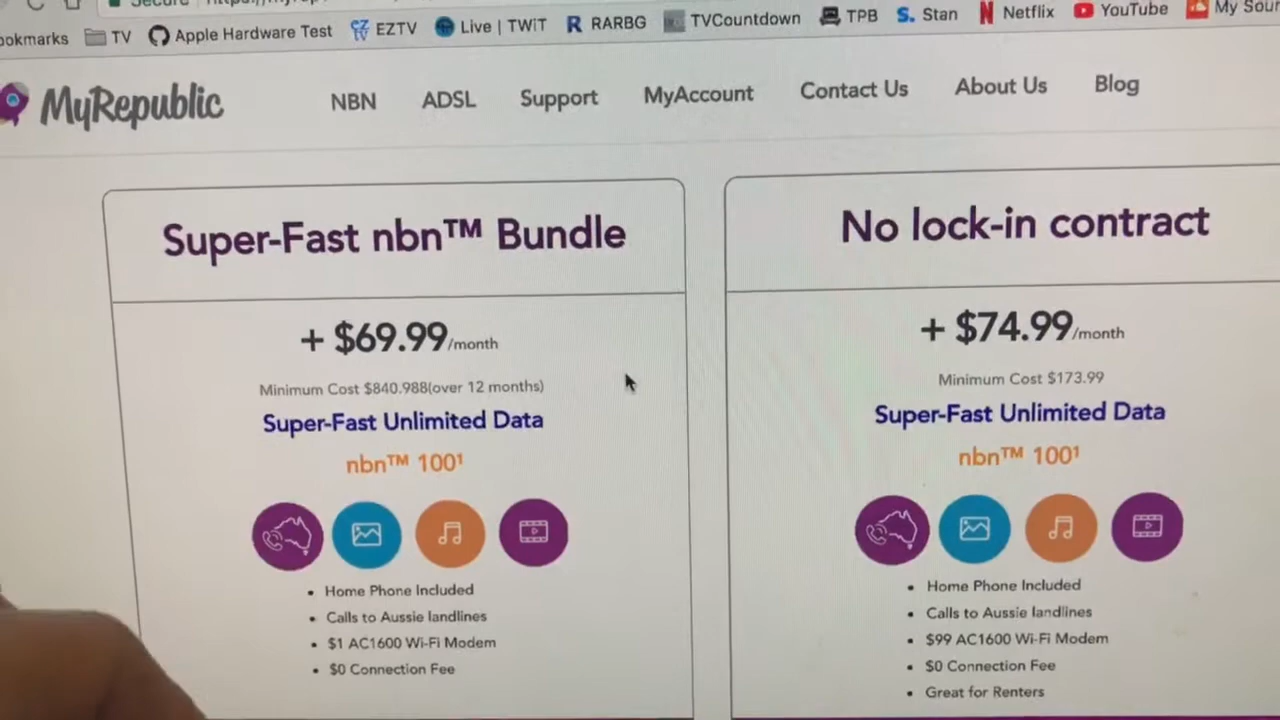 Bookmarks TV Apple Hardware Test EZTV Live | TWiT RARBG TVCountdown TPB Stan Netflix YouTube My
MyRepublic NBN ADSL Support MyAccount Contact Us About Us Blog
Super-Fast nbn™ Bundle
+ $69.99/month
Minimum Cost $840.988(over 12 months)
Super-Fast Unlimited Data
nbn™ 100¹
• Home Phone Included
• Calls to Aussie landlines
• $1 AC1600 Wi-Fi Modem
• $0 Connection Fee
No lock-in contract
+ $74.99/month
Minimum Cost $173.99
Super-Fast Unlimited Data
nbn™ 100¹
• Home Phone Included
• Calls to Aussie landlines
• $99 AC1600 Wi-Fi Modem
• $0 Connection Fee
• Great for Renters